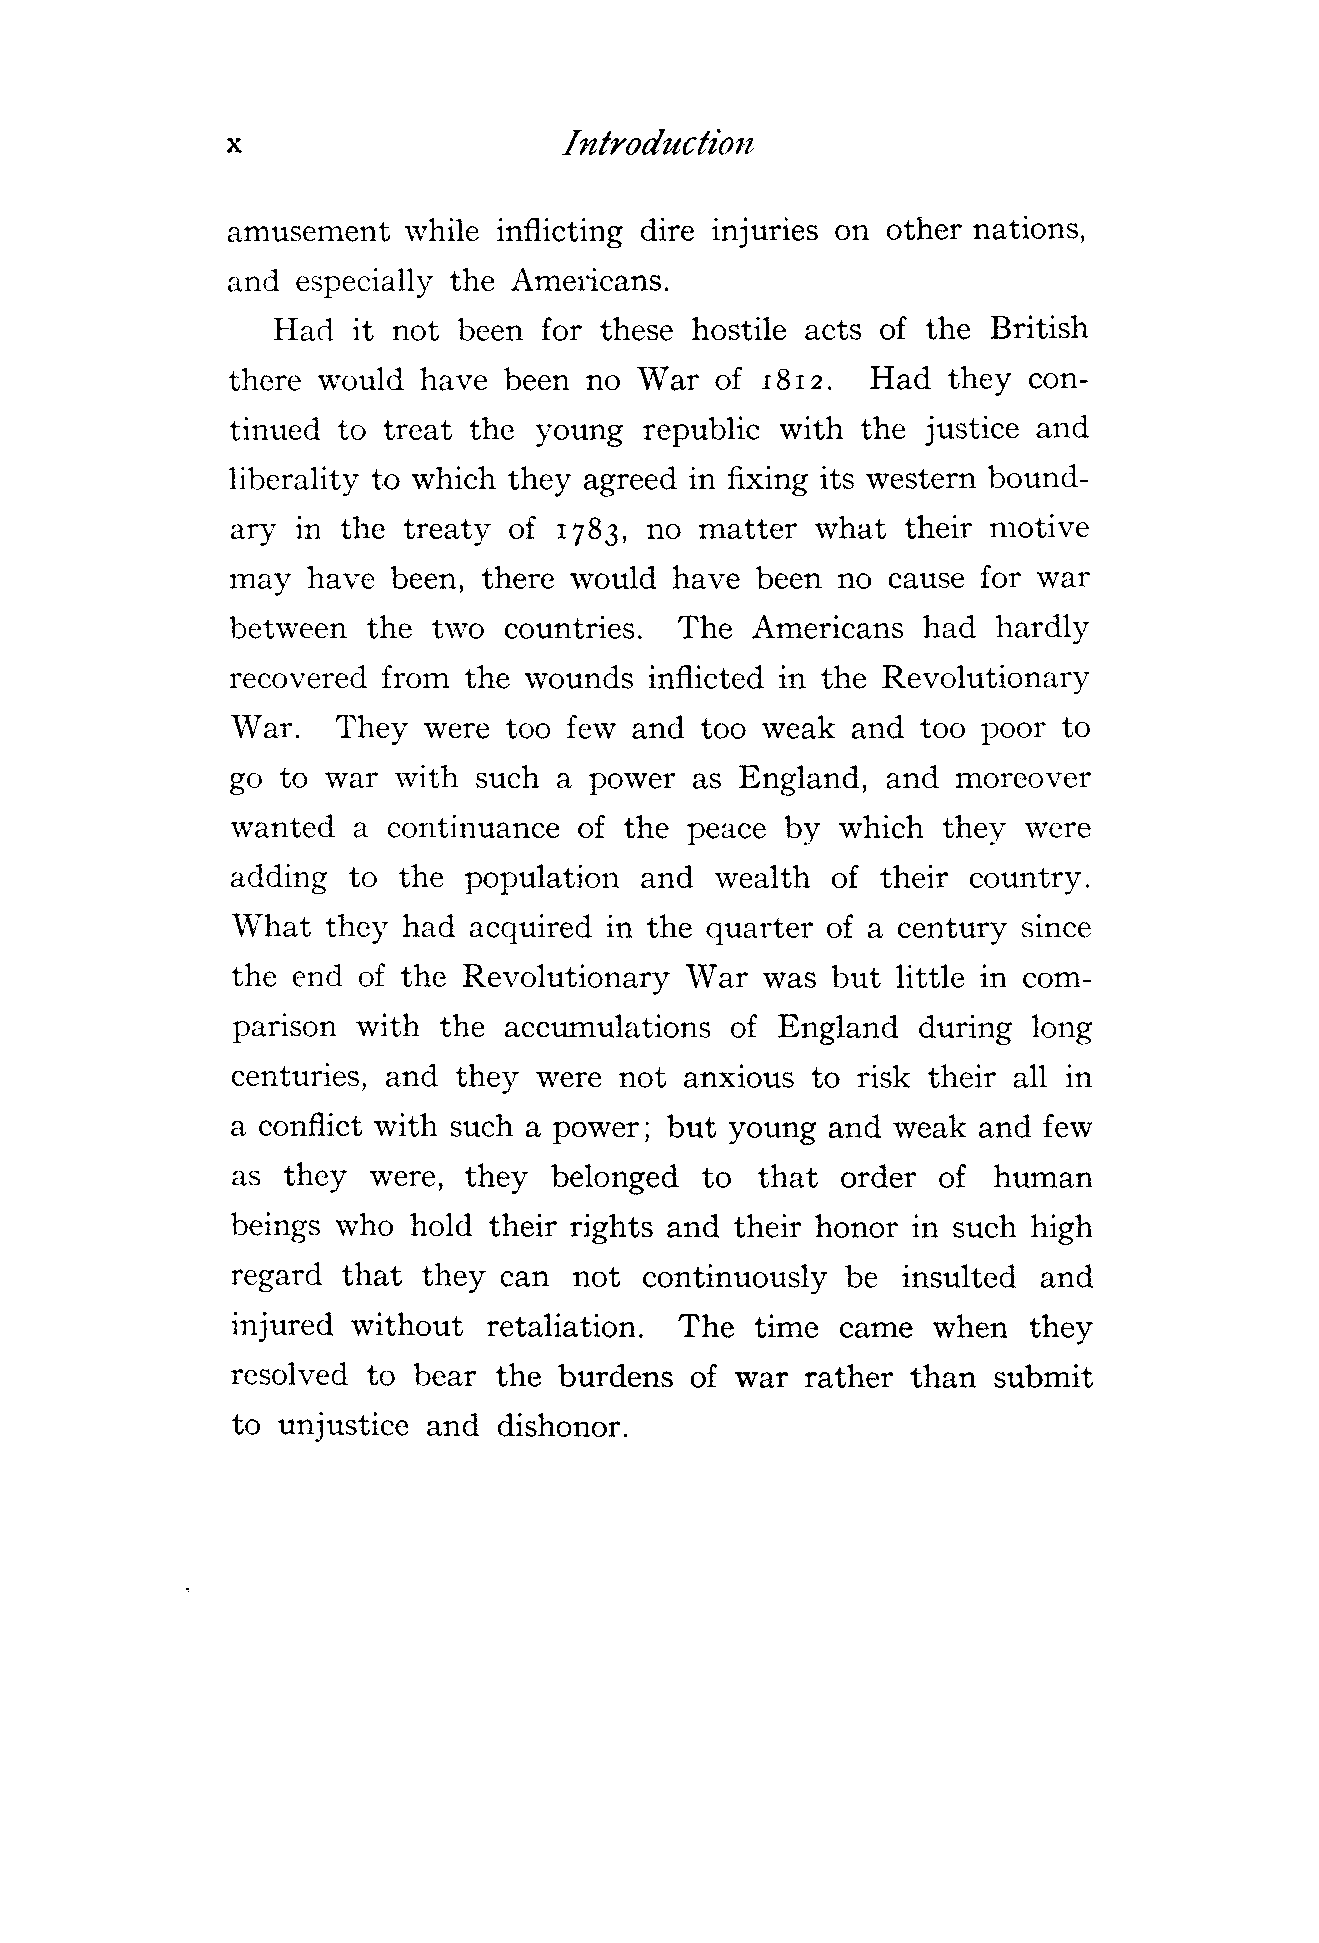 x Introduction
amusement while inflicting dire injuries on other nations,
and especially the Americans.
Had it not been for these hostile acts of the British
there would have been no War of 1812. Had they con-
tinued to treat the young republic with the justice and
liberality to which they agreed in fixing its western bound-
ary in the treaty of 1783, no matter what their motive
may have been, there would have been no cause for war
between the two countries. The Americans had hardly
recovered from the wounds inflicted in the Revolutionary
War. They were too few and too weak and too poor to
go to war with such a power as England, and moreover
wanted a continuance of the peace by which they were
adding to the population and wealth of their country.
What they had acquired in the quarter of a century since
the end of the Revolutionary War was but little in com-
parison with the accumulations of England during long
centuries, and they were not anxious to risk their all in
a conflict with such a power; but young and weak and few
as they were, they belonged to that order of human
beings who hold their rights and their honor in such high
regard that they can not continuously be insulted and
injured without retaliation. The time came when they
resolved to bear the burdens of war rather than submit
to unjustice and dishonor.